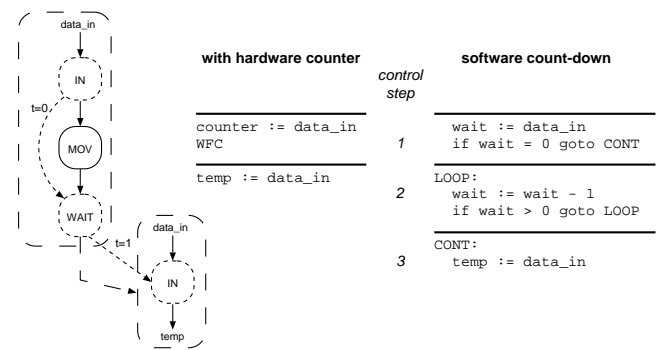 data_in
IN
t=0
MOV
WAIT
t=1
data_in
IN
temp
with hardware counter
control
step
software count-down
counter := data_in
WFC
1
wait := data_in
if wait = 0 goto CONT
temp := data_in
2
LOOP:
wait := wait - 1
if wait > 0 goto LOOP
3
CONT:
temp := data_in